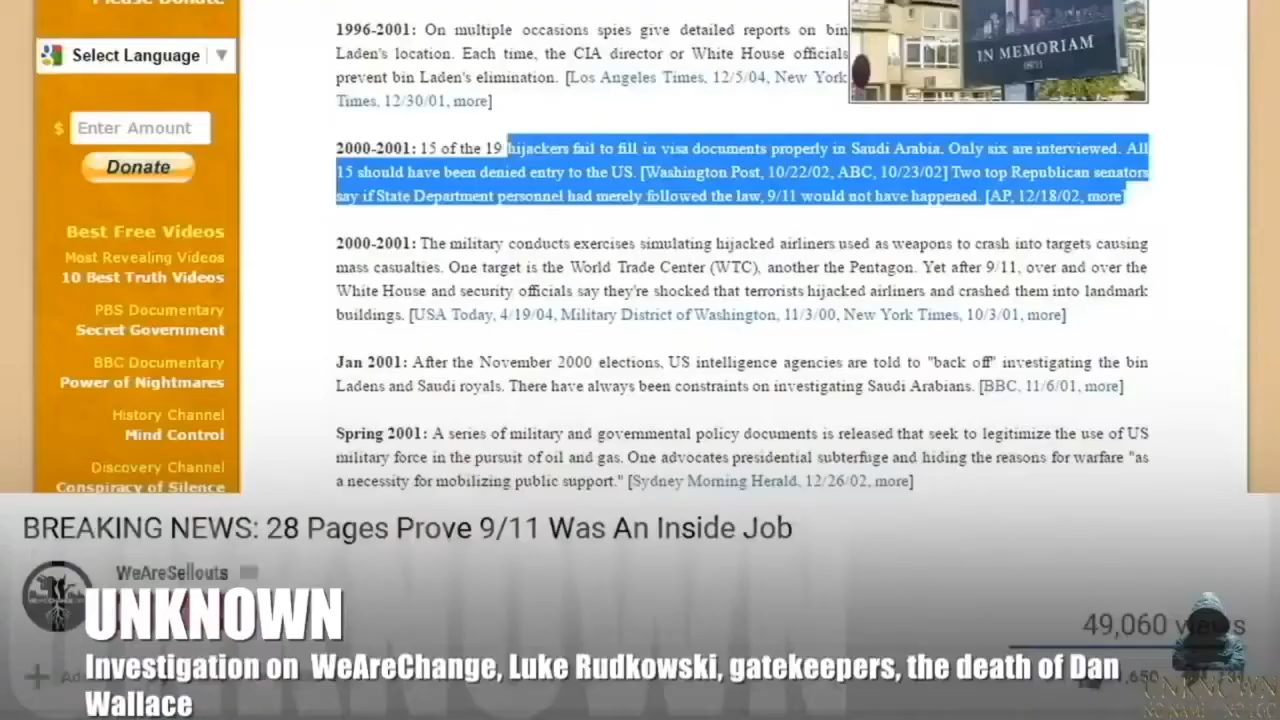 Please Donate
Select Language
$ Enter Amount
Donate
Best Free Videos
Most Revealing Videos
10 Best Truth Videos
PBS Documentary
Secret Government
BBC Documentary
Power of Nightmares
History Channel
Mind Control
Discovery Channel
Conspiracy of Silence
1996-2001: On multiple occasions spies give detailed reports on bin
Laden's location. Each time, the CIA director or White House officials
prevent bin Laden's elimination. [Los Angeles Times, 12/5/04, New York
Times, 12/30/01, more]
IN MEMORIAM
2000-2001: 15 of the 19 hijackers fail to fill in visa documents properly in Saudi Arabia. Only six are interviewed. All
15 should have been denied entry to the US. [Washington Post, 10/22/02, ABC, 10/23/02] Two top Republican senators
say if State Department personnel had merely followed the law, 9/11 would not have happened. [AP, 12/18/02, more]
2000-2001: The military conducts exercises simulating hijacked airliners used as weapons to crash into targets causing
mass casualties. One target is the World Trade Center (WTC), another the Pentagon. Yet after 9/11, over and over the
White House and security officials say they're shocked that terrorists hijacked airliners and crashed them into landmark
buildings. [USA Today, 4/19/04, Military District of Washington, 11/3/00, New York Times, 10/3/01, more]
Jan 2001: After the November 2000 elections, US intelligence agencies are told to "back off" investigating the bin
Ladens and Saudi royals. There have always been constraints on investigating Saudi Arabians. [BBC, 11/6/01, more]
Spring 2001: A series of military and governmental policy documents is released that seek to legitimize the use of US
military force in the pursuit of oil and gas. One advocates presidential subterfuge and hiding the reasons for warfare "as
a necessity for mobilizing public support." [Sydney Morning Herald, 12/26/02, more]
BREAKING NEWS: 28 Pages Prove 9/11 Was An Inside Job
WeAreSellouts
49,060 views
UNKNOWN
Investigation on WeAreChange, Luke Rudkowski, gatekeepers, the death of Dan
Wallace
UNKNOWN